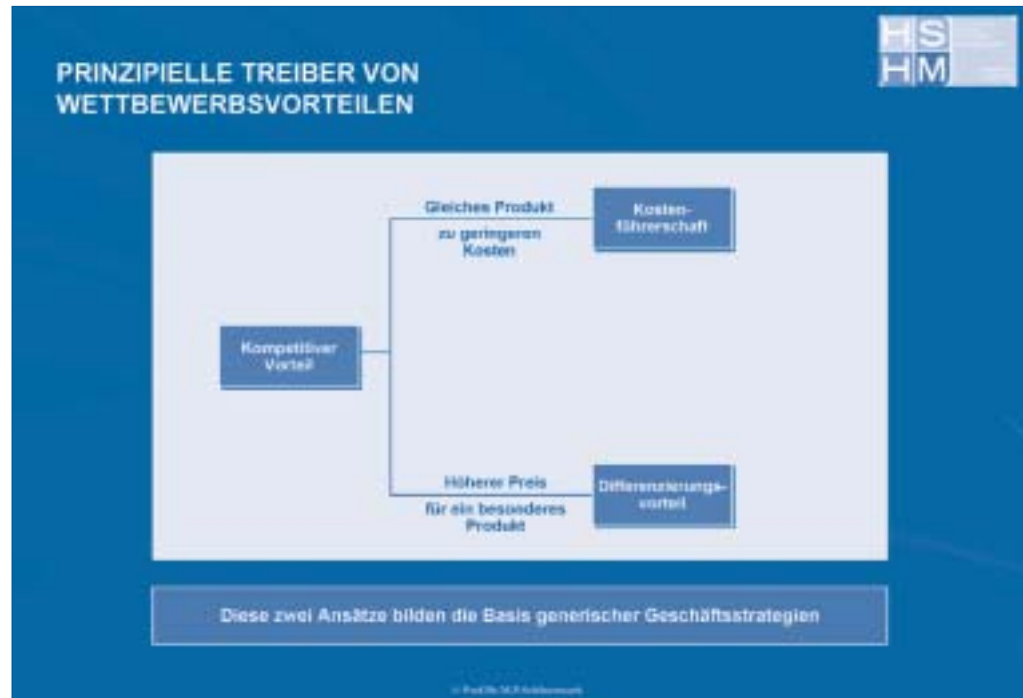 PRINZIPIELLE TREIBER VON
WETTBEWERBSVORTEILEN
HS
HM
Gleiches Produkt
zu geringeren
Kosten
Kosten-
führerschaft
Kompetitiver
Vorteil
Höherer Preis
für ein besonderes
Produkt
Differenzierungs-
vorteil
Diese zwei Ansätze bilden die Basis generischer Geschäftsstrategien